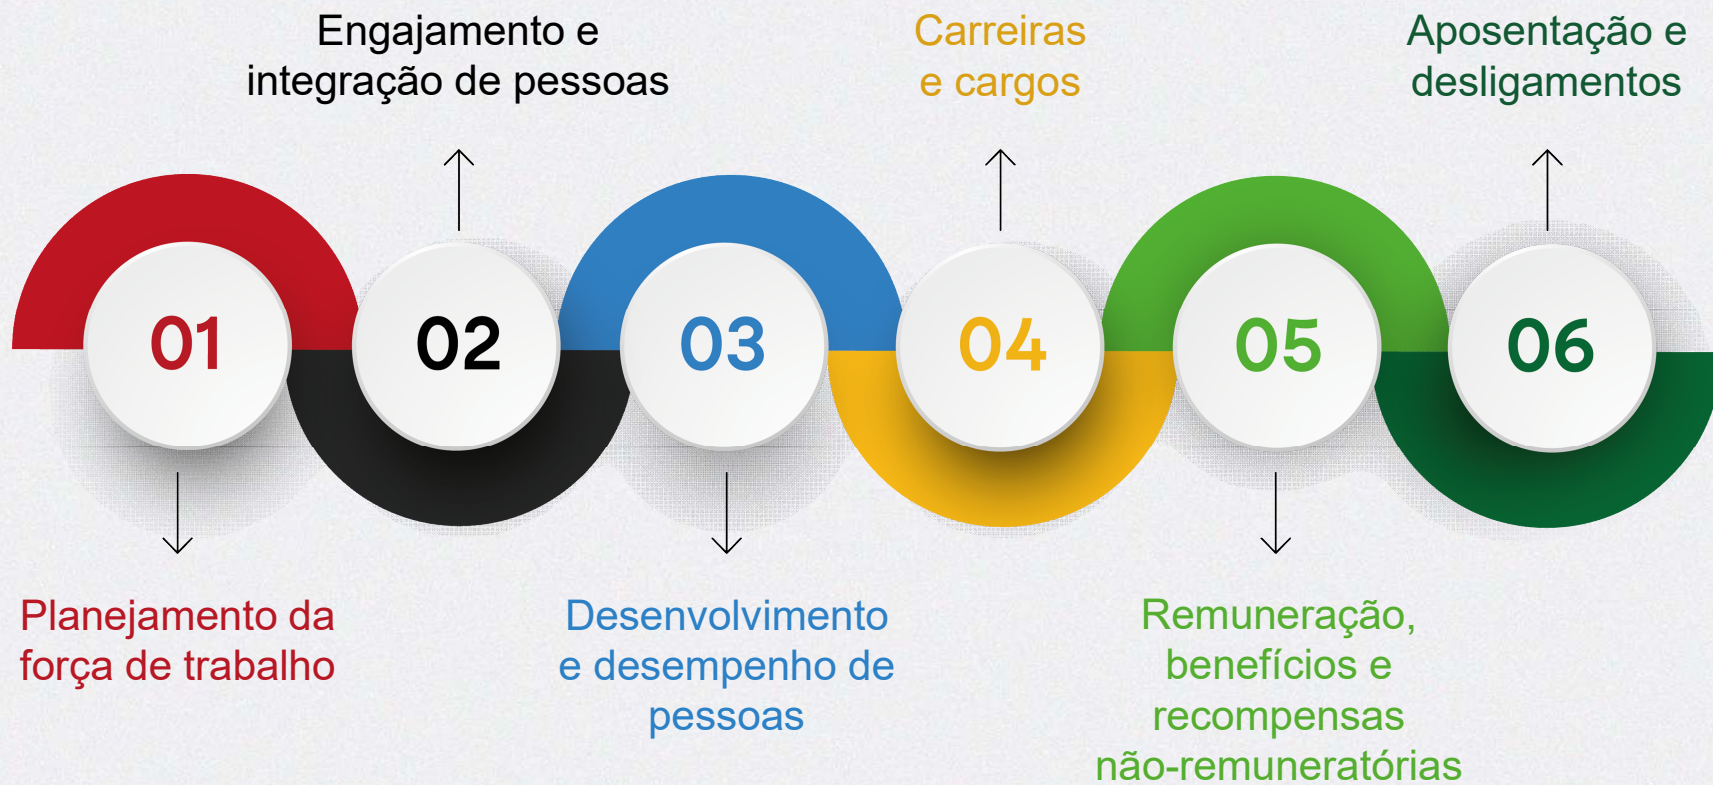 Engajamento e
integração de pessoas
Carreiras
e cargos
Aposentação e
desligamentos
01
02
03
04
05
06
Planejamento da
força de trabalho
Desenvolvimento
e desempenho de
pessoas
Remuneração,
benefícios e
recompensas
não-remuneratórias